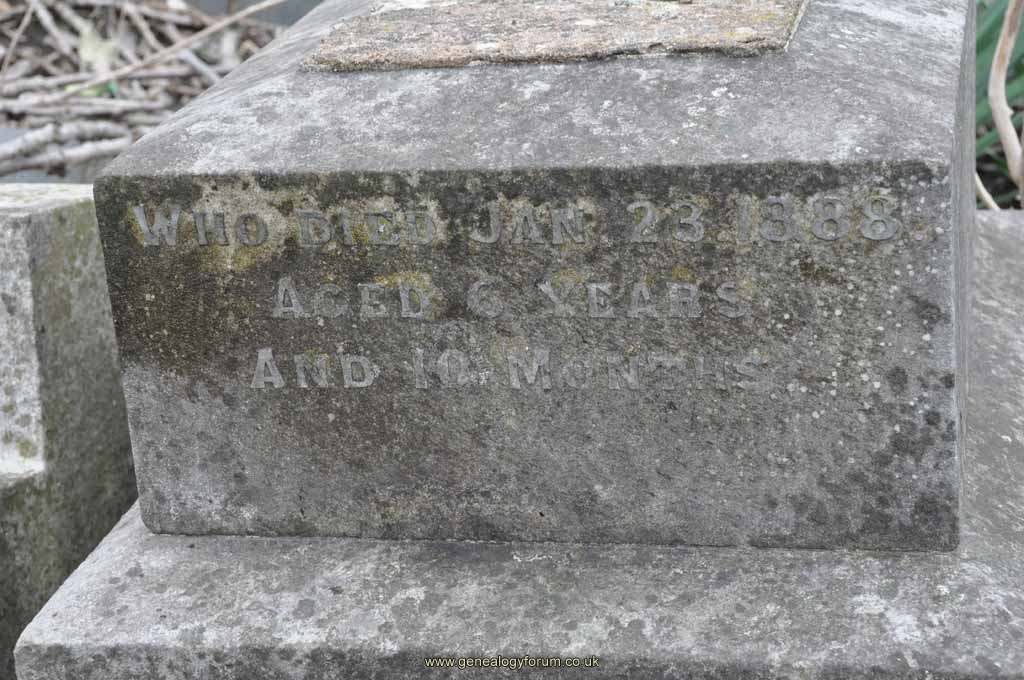 WHO DIED JAN 23 1888.
AGED 6 YEARS
AND 10 MONTHS
www.genealogyforum.co.uk